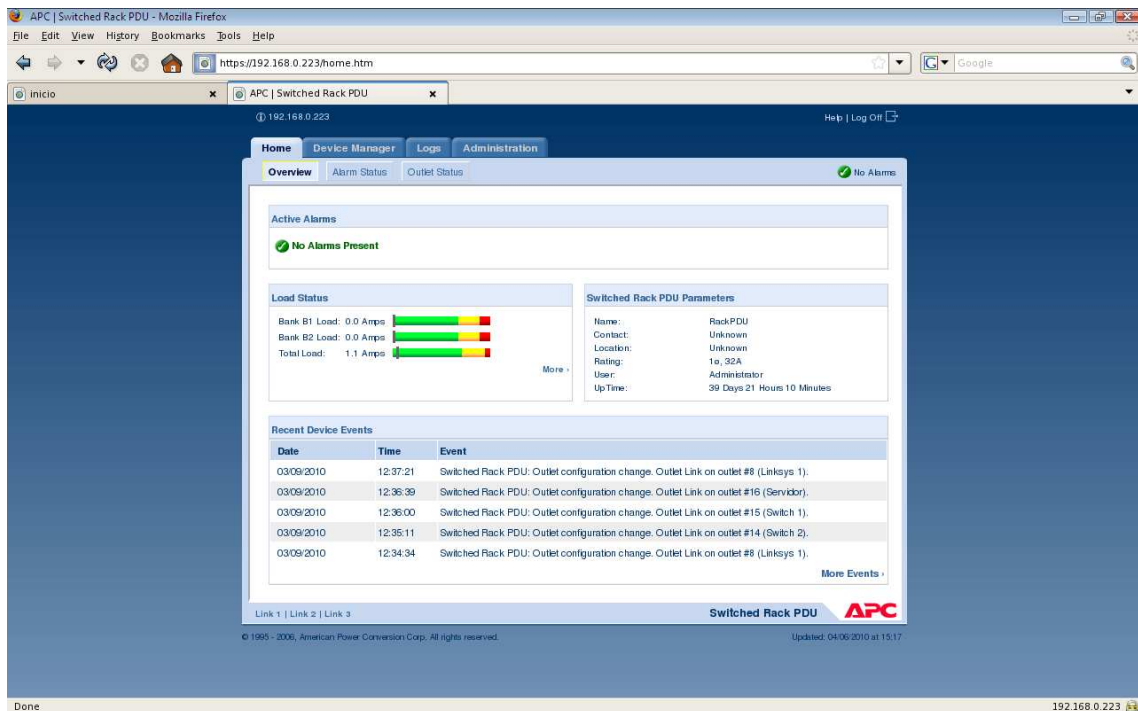 APC | Switched Rack PDU - Mozilla Firefox
File Edit View History Bookmarks Tools Help
https://192.168.0.223/home.htm
Google
inicio
APC | Switched Rack PDU
192.168.0.223
Help | Log Off
Home Device Manager Logs Administration
Overview Alarm Status Outlet Status
No Alarms
Active Alarms
No Alarms Present
Load Status
Bank B1 Load: 0.0 Amps
Bank B2 Load: 0.0 Amps
Total Load: 1.1 Amps
More ›
Switched Rack PDU Parameters
Name: RackPDU
Contact: Unknown
Location: Unknown
Rating: 1ø, 32A
User: Administrator
UpTime: 39 Days 21 Hours 10 Minutes
Recent Device Events
Date Time Event
03/09/2010 12:37:21 Switched Rack PDU: Outlet configuration change. Outlet Link on outlet #8 (Linksys 1).
03/09/2010 12:36:39 Switched Rack PDU: Outlet configuration change. Outlet Link on outlet #16 (Servidor).
03/09/2010 12:36:00 Switched Rack PDU: Outlet configuration change. Outlet Link on outlet #15 (Switch 1).
03/09/2010 12:35:11 Switched Rack PDU: Outlet configuration change. Outlet Link on outlet #14 (Switch 2).
03/09/2010 12:34:34 Switched Rack PDU: Outlet configuration change. Outlet Link on outlet #8 (Linksys 1).
More Events ›
Link 1 | Link 2 | Link 3
Switched Rack PDU
APC
© 1995 - 2006, American Power Conversion Corp. All rights reserved.
Updated: 04/06/2010 at 15:17
Done
192.168.0.223